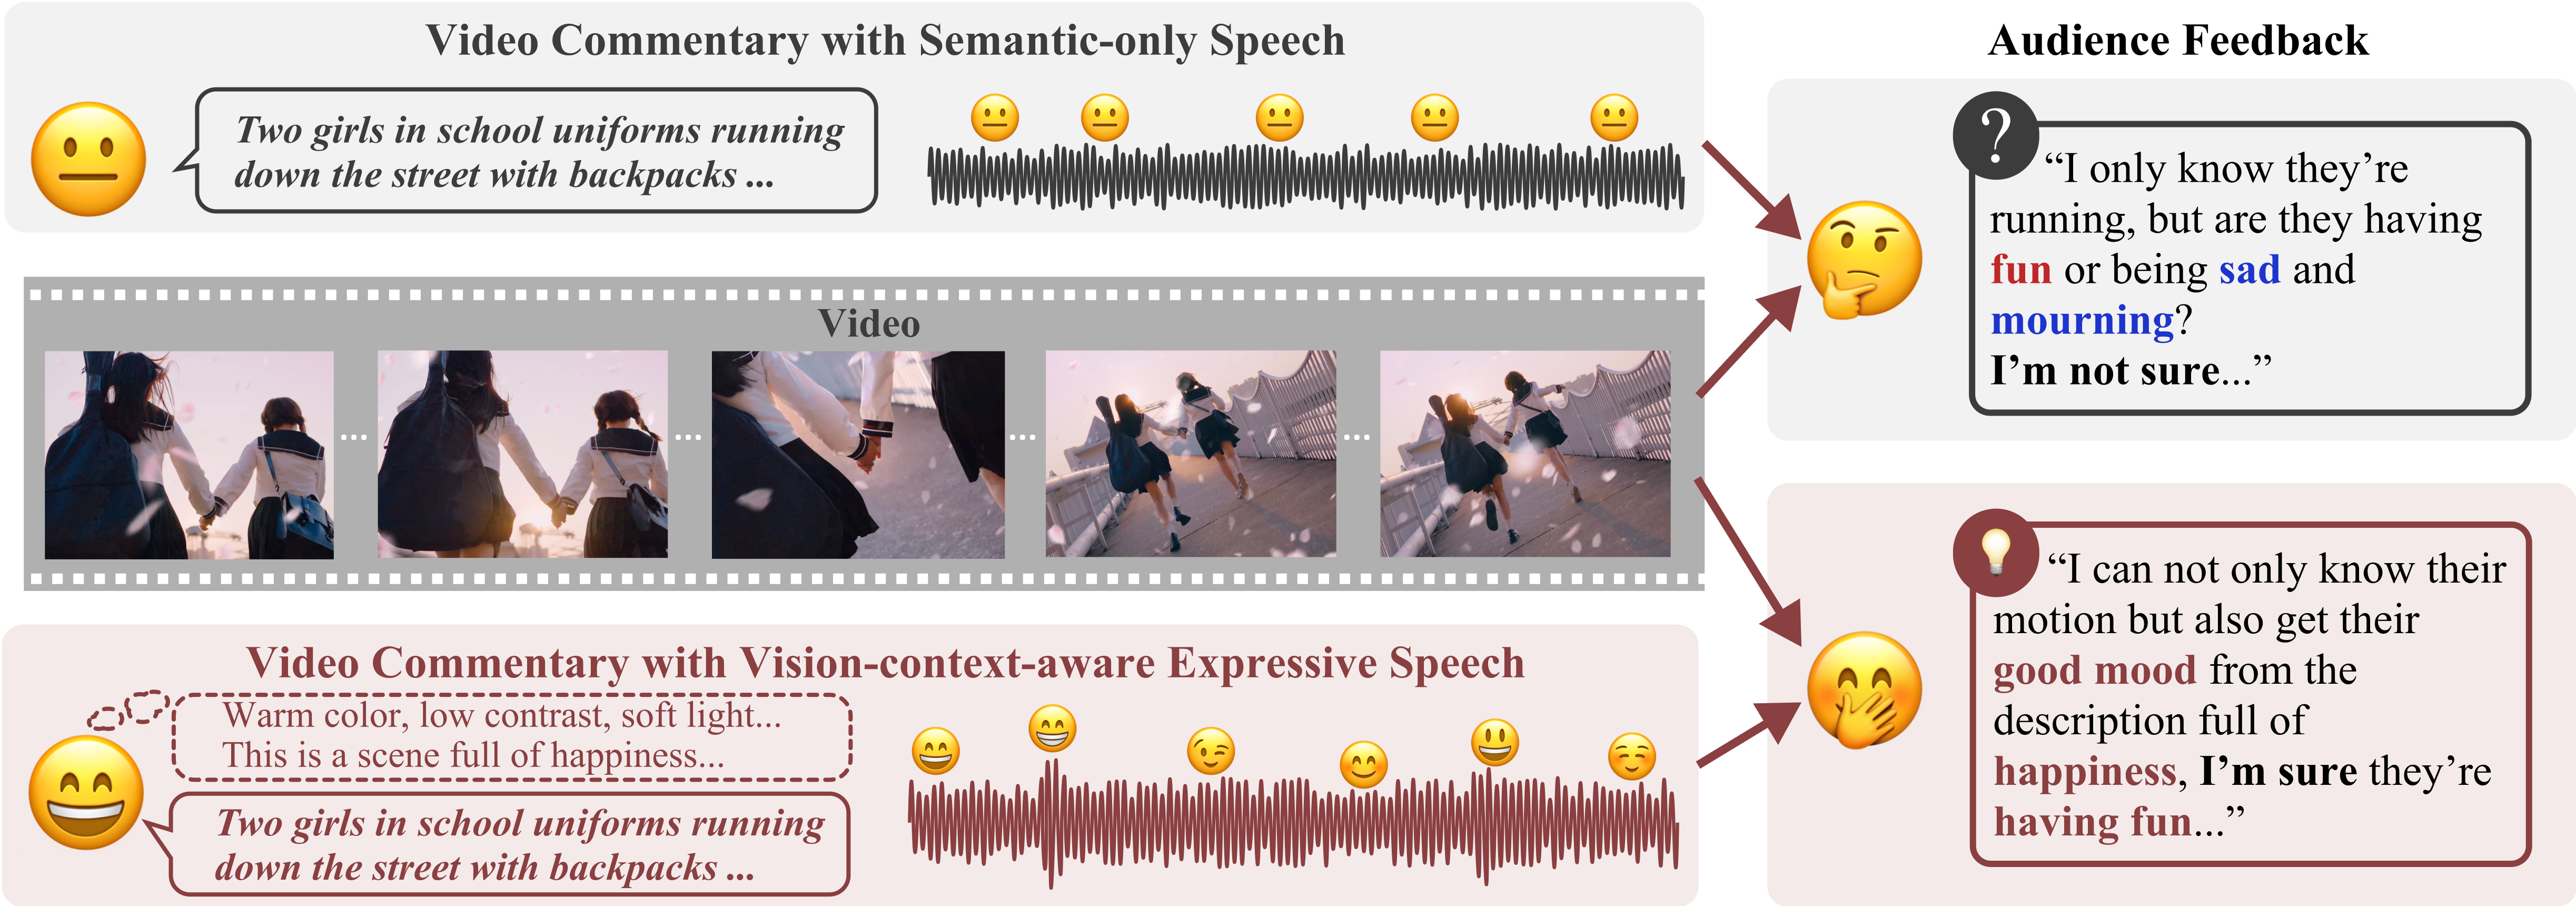 Video Commentary with Semantic-only Speech
Two girls in school uniforms running
down the street with backpacks ...
Audience Feedback
?
“I only know they’re
running, but are they having
fun or being sad and
mourning?
I’m not sure...”
Video
...
...
...
...
Video Commentary with Vision-context-aware Expressive Speech
Warm color, low contrast, soft light...
This is a scene full of happiness...
Two girls in school uniforms running
down the street with backpacks ...
“I can not only know their
motion but also get their
good mood from the
description full of
happiness, I’m sure they’re
having fun...”